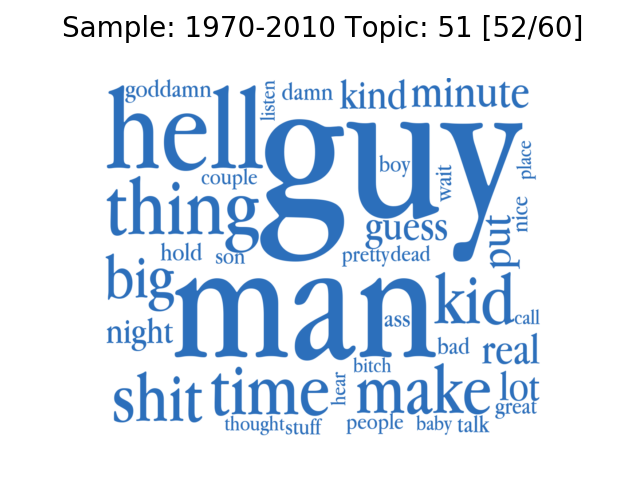 Sample: 1970-2010 Topic: 51 [52/60]
goddamn
listen
damn
kind
minute
hell
guy
boy
wait
place
couple
thing
guess
put
nice
hold
son
pretty
dead
big
man
kid
call
night
ass
bad
real
bitch
shit
time
hear
make
lot
great
thought
stuff
people
baby
talk